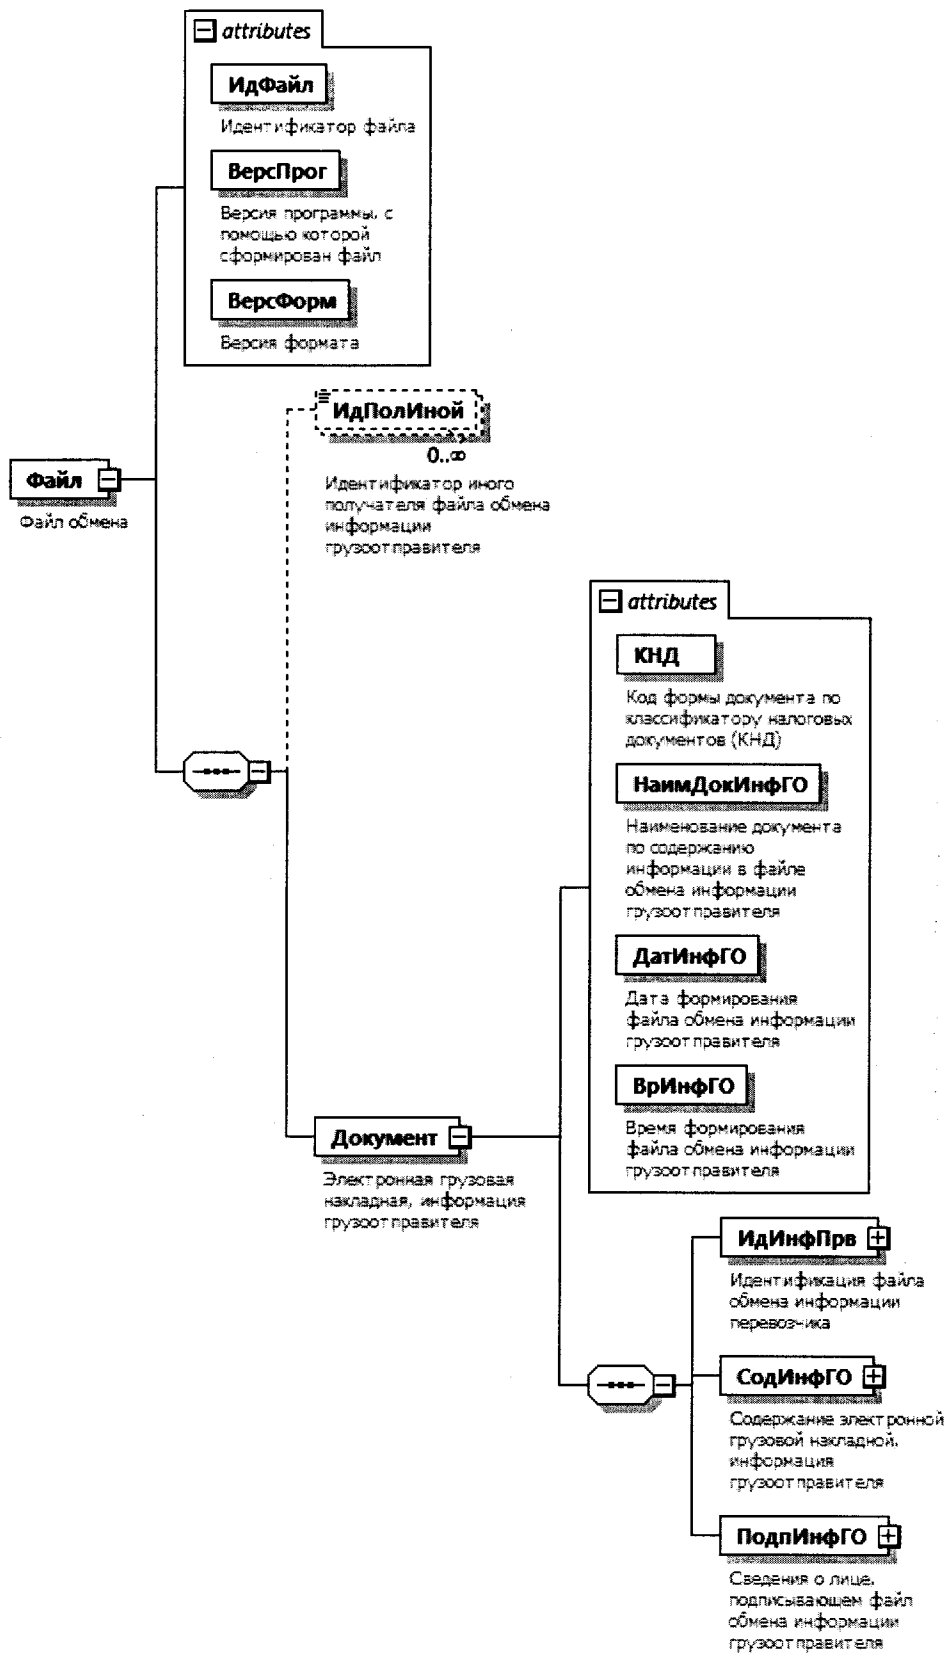 attributes
ИдФайл
Идентификатор файла
ВерсПрог
Версия программы, с
помощью которой
сформирован файл
ВерсФорм
Версия формата
ИдПолИной
0..∞
Идентификатор иного
получателя файла обмена
информации
грузоотправителя
Файл
Файл обмена
attributes
КНД
Код формы документа по
классификатору налоговых
документов (КНД)
НаимДокИнфГО
Наименование документа
по содержанию
информации в файле
обмена информации
грузоотправителя
ДатИнфГО
Дата формирования
файла обмена информации
грузоотправителя
ВрИнфГО
Время формирования
файла обмена информации
грузоотправителя
Документ
Электронная грузовая
накладная, информация
грузоотправителя
ИдИнфПрв
Идентификация файла
обмена информации
перевозчика
СодИнфГО
Содержание электронной
грузовой накладной,
информация
грузоотправителя
ПодпИнфГО
Сведения о лице,
подписывающем файл
обмена информации
грузоотправителя